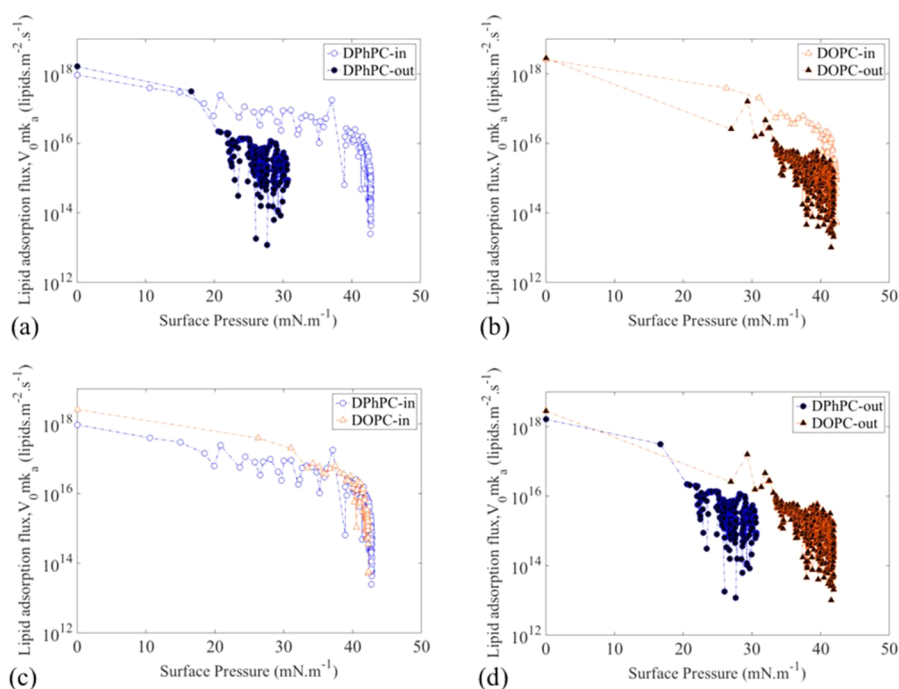 DPhPC-in
DPhPC-out
10^18
10^16
10^14
10^12
Lipid adsorption flux,V₀mkₐ (lipids.m⁻².s⁻¹)
0 10 20 30 40 50
Surface Pressure (mN.m⁻¹)
(a)
DOPC-in
DOPC-out
10^18
10^16
10^14
10^12
Lipid adsorption flux,V₀mkₐ (lipids.m⁻².s⁻¹)
0 10 20 30 40 50
Surface Pressure (mN.m⁻¹)
(b)
DPhPC-in
DOPC-in
10^18
10^16
10^14
10^12
Lipid adsorption flux,V₀mkₐ (lipids.m⁻².s⁻¹)
0 10 20 30 40 50
Surface Pressure (mN.m⁻¹)
(c)
DPhPC-out
DOPC-out
10^18
10^16
10^14
10^12
Lipid adsorption flux,V₀mkₐ (lipids.m⁻².s⁻¹)
0 10 20 30 40 50
Surface Pressure (mN.m⁻¹)
(d)